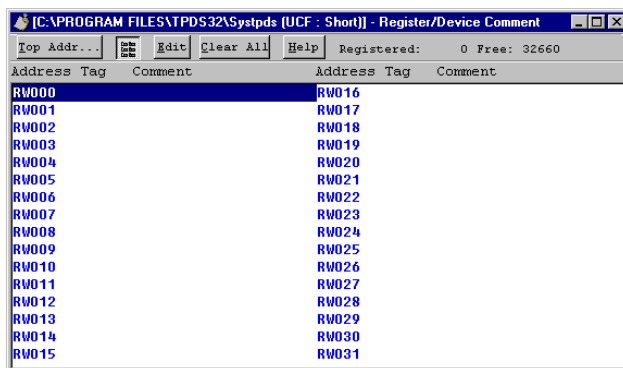 [C:\PROGRAM FILES\TPDS32\Systpds (UCF : Short)] - Register/Device Comment
Top Addr... Edit Clear All Help Registered: 0 Free: 32660
Address Tag Comment Address Tag Comment
RW000 RW016
RW001 RW017
RW002 RW018
RW003 RW019
RW004 RW020
RW005 RW021
RW006 RW022
RW007 RW023
RW008 RW024
RW009 RW025
RW010 RW026
RW011 RW027
RW012 RW028
RW013 RW029
RW014 RW030
RW015 RW031